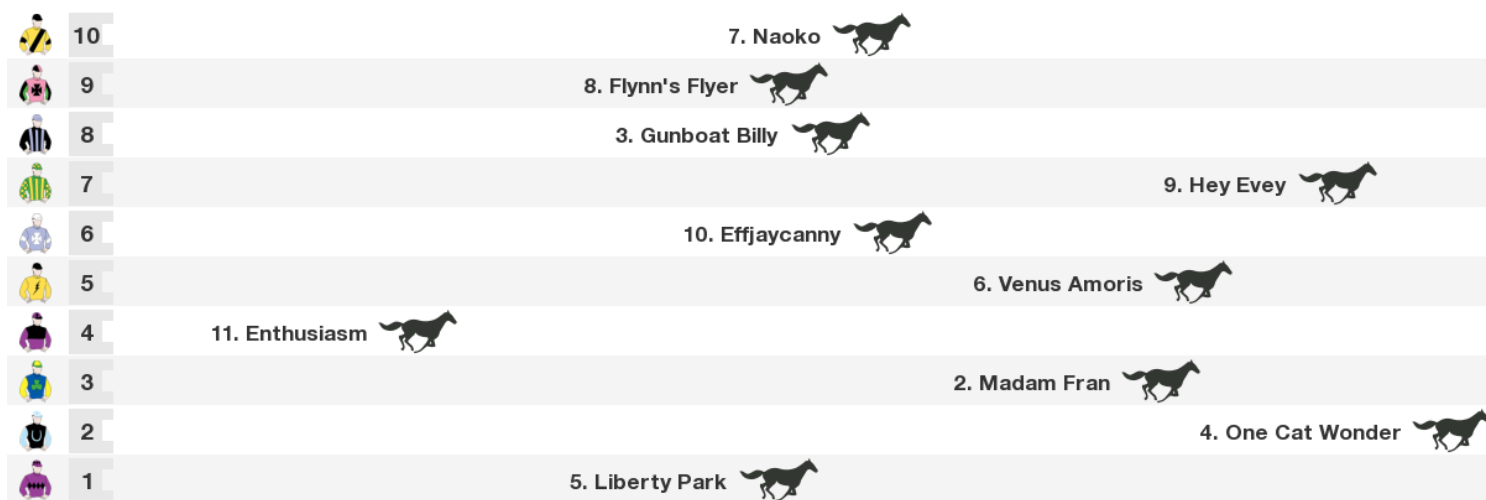 10 7. Naoko
9 8. Flynn's Flyer
8 3. Gunboat Billy
7 9. Hey Evey
6 10. Effjaycanny
5 6. Venus Amoris
4 11. Enthusiasm
3 2. Madam Fran
2 4. One Cat Wonder
1 5. Liberty Park